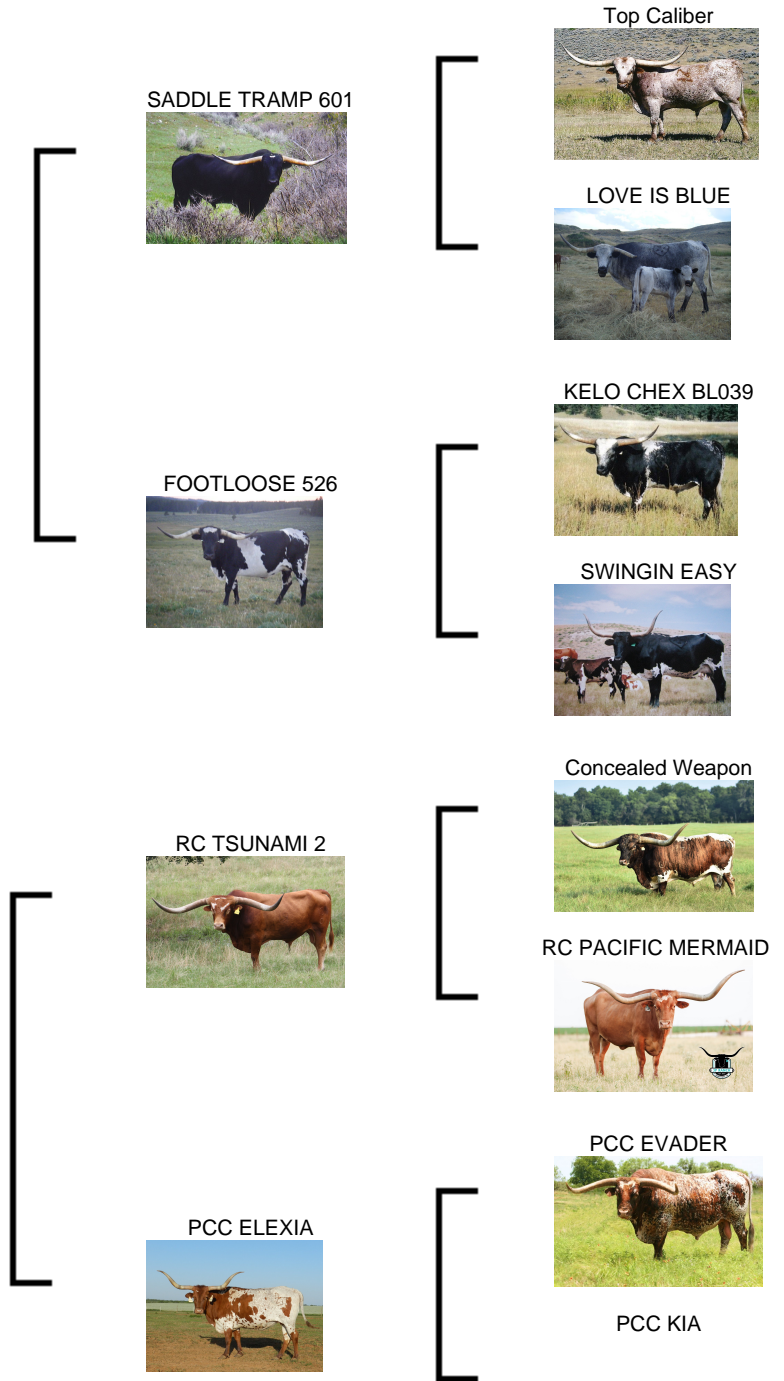 Top Caliber
SADDLE TRAMP 601
LOVE IS BLUE
KELO CHEX BL039
FOOTLOOSE 526
SWINGIN EASY
Concealed Weapon
RC TSUNAMI 2
RC PACIFIC MERMAID
PCC EVADER
PCC ELEXIA
PCC KIA